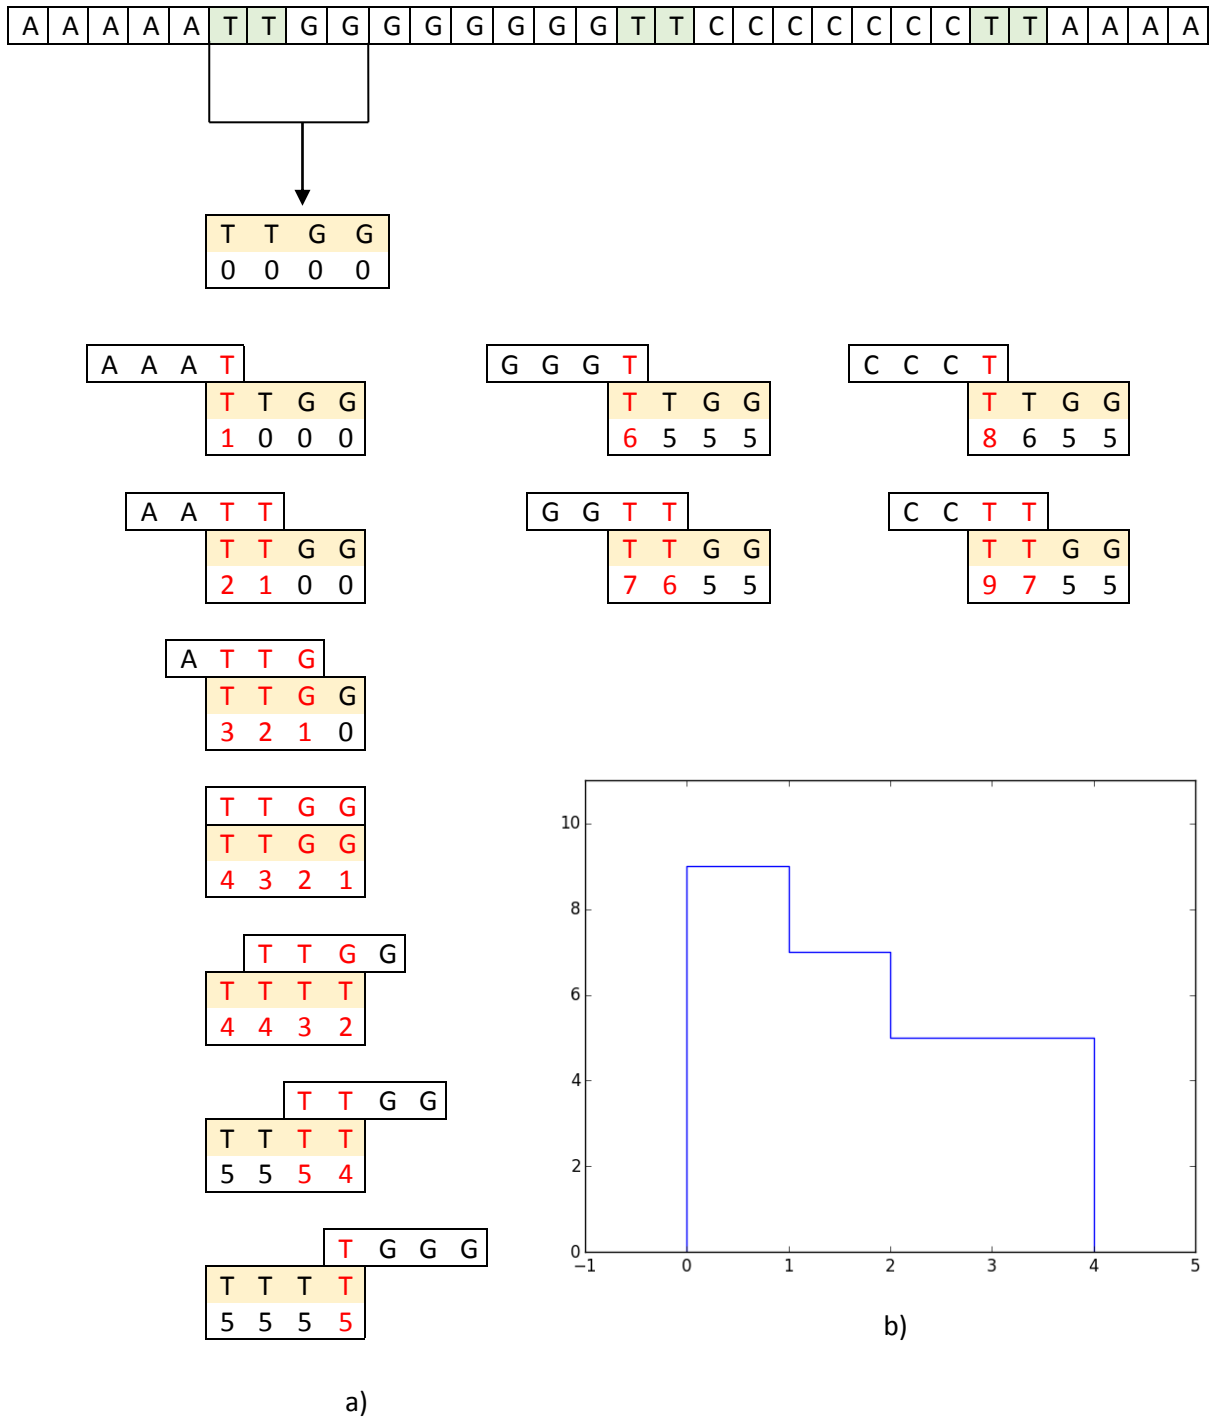 A A A A A T T G G G G G G G G T T C C C C C C C T T A A A A
T T G G
0 0 0 0
A A A T
T T G G
1 0 0 0
G G G T
T T G G
6 5 5 5
C C C T
T T G G
8 6 5 5
A A T T
T T G G
2 1 0 0
G G T T
T T G G
7 6 5 5
C C T T
T T G G
9 7 5 5
A T T G
T T G G
3 2 1 0
T T G G
T T G G
4 3 2 1
T T G G
T T T T
4 4 3 2
T T G G
T T T T
5 5 5 4
T G G G
T T T T
5 5 5 5
a)
10
8
6
4
2
0
−1 0 1 2 3 4 5
b)